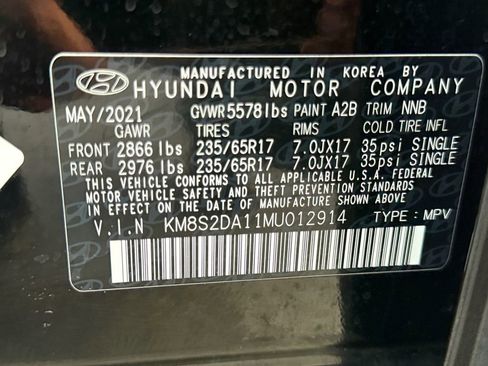 MANUFACTURED IN KOREA BY
HYUNDAI MOTOR COMPANY
MAY/2021 GVWR 5578lbs PAINT A2B TRIM NNB
GAWR TIRES RIMS COLD TIRE INFL
FRONT 2866 lbs 235/65R17 7.0JX17 35psi SINGLE
REAR 2976 lbs 235/65R17 7.0JX17 35psi SINGLE
THIS VEHICLE CONFORMS TO ALL APPLICABLE U.S.A. FEDERAL
MOTOR VEHICLE SAFETY AND THEFT PREVENTION STANDARDS
IN EFFECT ON THE DATE OF MANUFACTURE SHOWN ABOVE.
V.I.N KM8S2DA11MU012914 TYPE : MPV